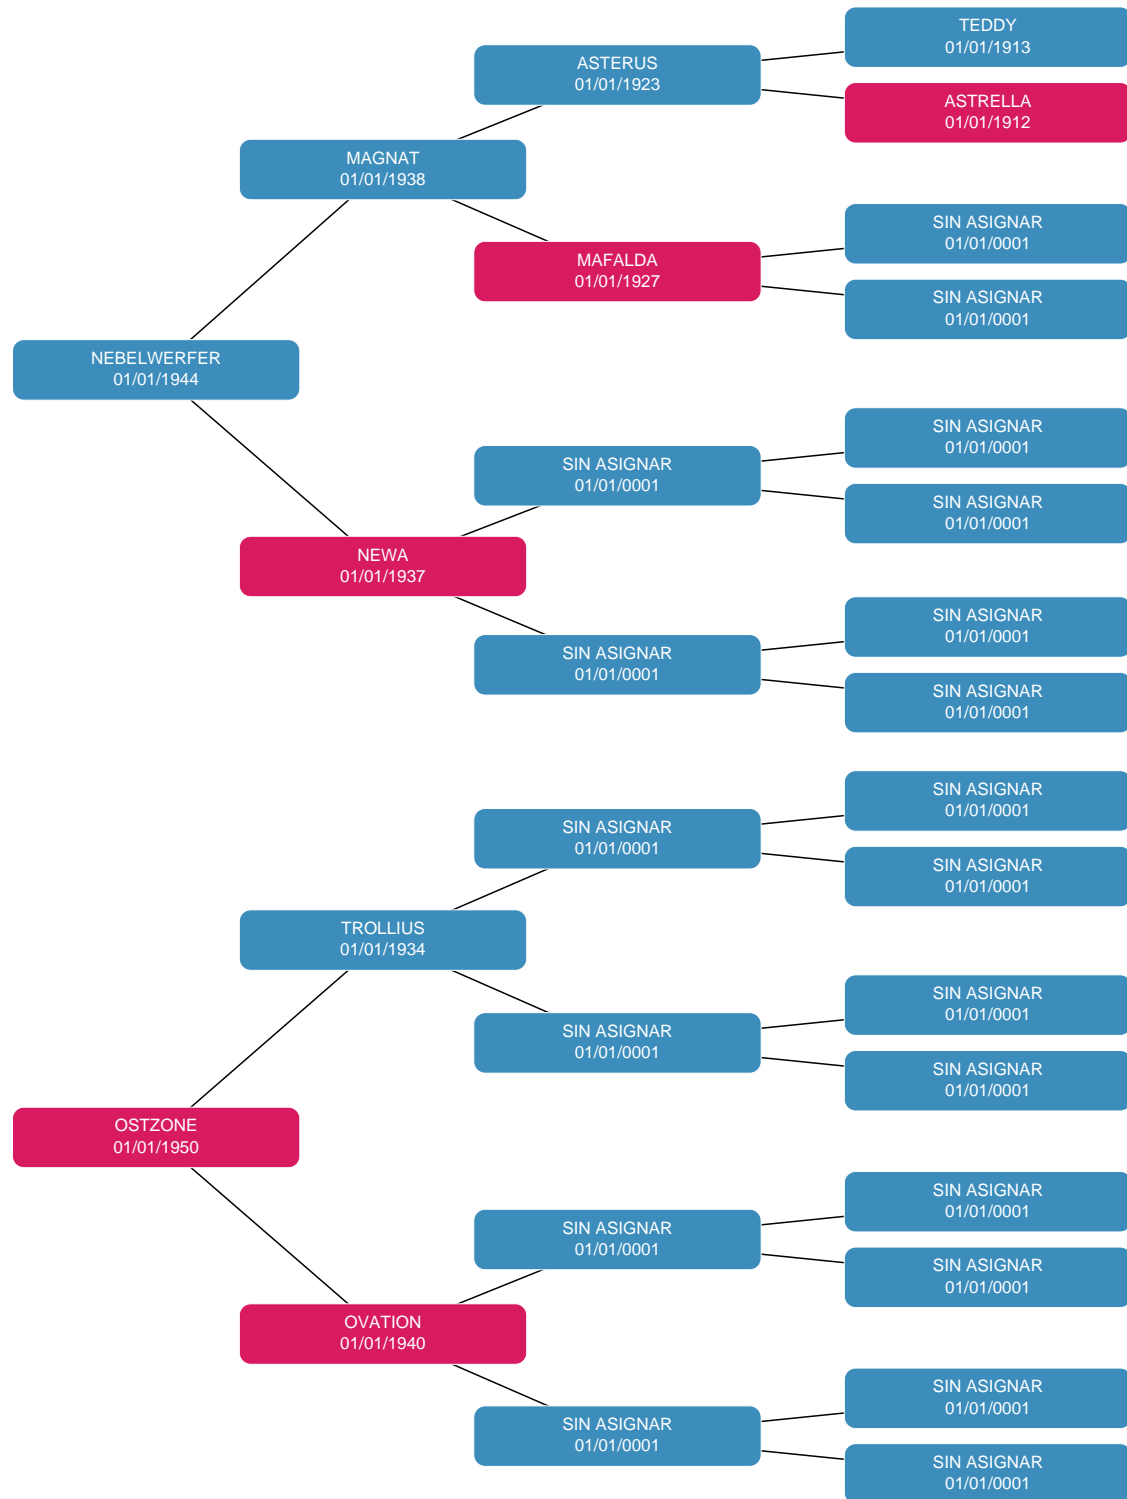 TEDDY
01/01/1913
ASTERUS
01/01/1923
ASTRELLA
01/01/1912
MAGNAT
01/01/1938
SIN ASIGNAR
01/01/0001
MAFALDA
01/01/1927
SIN ASIGNAR
01/01/0001
NEBELWERFER
01/01/1944
SIN ASIGNAR
01/01/0001
SIN ASIGNAR
01/01/0001
SIN ASIGNAR
01/01/0001
NEWA
01/01/1937
SIN ASIGNAR
01/01/0001
SIN ASIGNAR
01/01/0001
SIN ASIGNAR
01/01/0001
SIN ASIGNAR
01/01/0001
SIN ASIGNAR
01/01/0001
SIN ASIGNAR
01/01/0001
TROLLIUS
01/01/1934
SIN ASIGNAR
01/01/0001
SIN ASIGNAR
01/01/0001
SIN ASIGNAR
01/01/0001
OSTZONE
01/01/1950
SIN ASIGNAR
01/01/0001
SIN ASIGNAR
01/01/0001
SIN ASIGNAR
01/01/0001
OVATION
01/01/1940
SIN ASIGNAR
01/01/0001
SIN ASIGNAR
01/01/0001
SIN ASIGNAR
01/01/0001